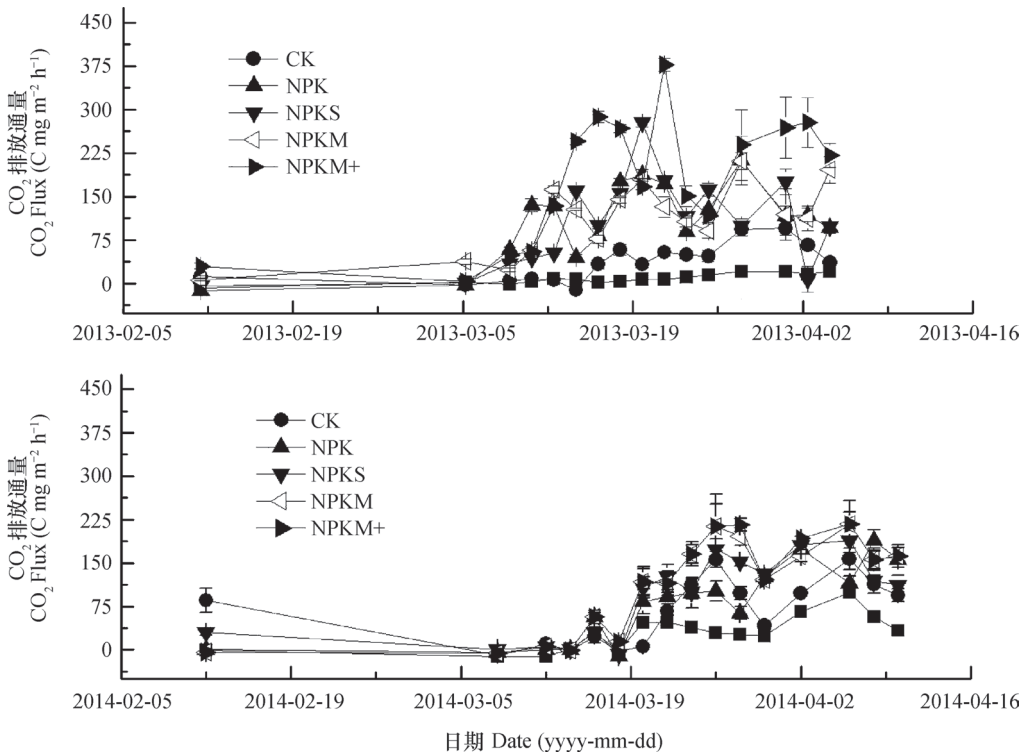 450
375
300
225
150
75
0
CO₂ 排放通量
CO₂ Flux (C mg m⁻² h⁻¹)
CK
NPK
NPKS
NPKM
NPKM+
2013-02-05 2013-02-19 2013-03-05 2013-03-19 2013-04-02 2013-04-16
450
375
300
225
150
75
0
CO₂ 排放通量
CO₂ Flux (C mg m⁻² h⁻¹)
CK
NPK
NPKS
NPKM
NPKM+
2014-02-05 2014-02-19 2014-03-05 2014-03-19 2014-04-02 2014-04-16
日期 Date (yyyy-mm-dd)